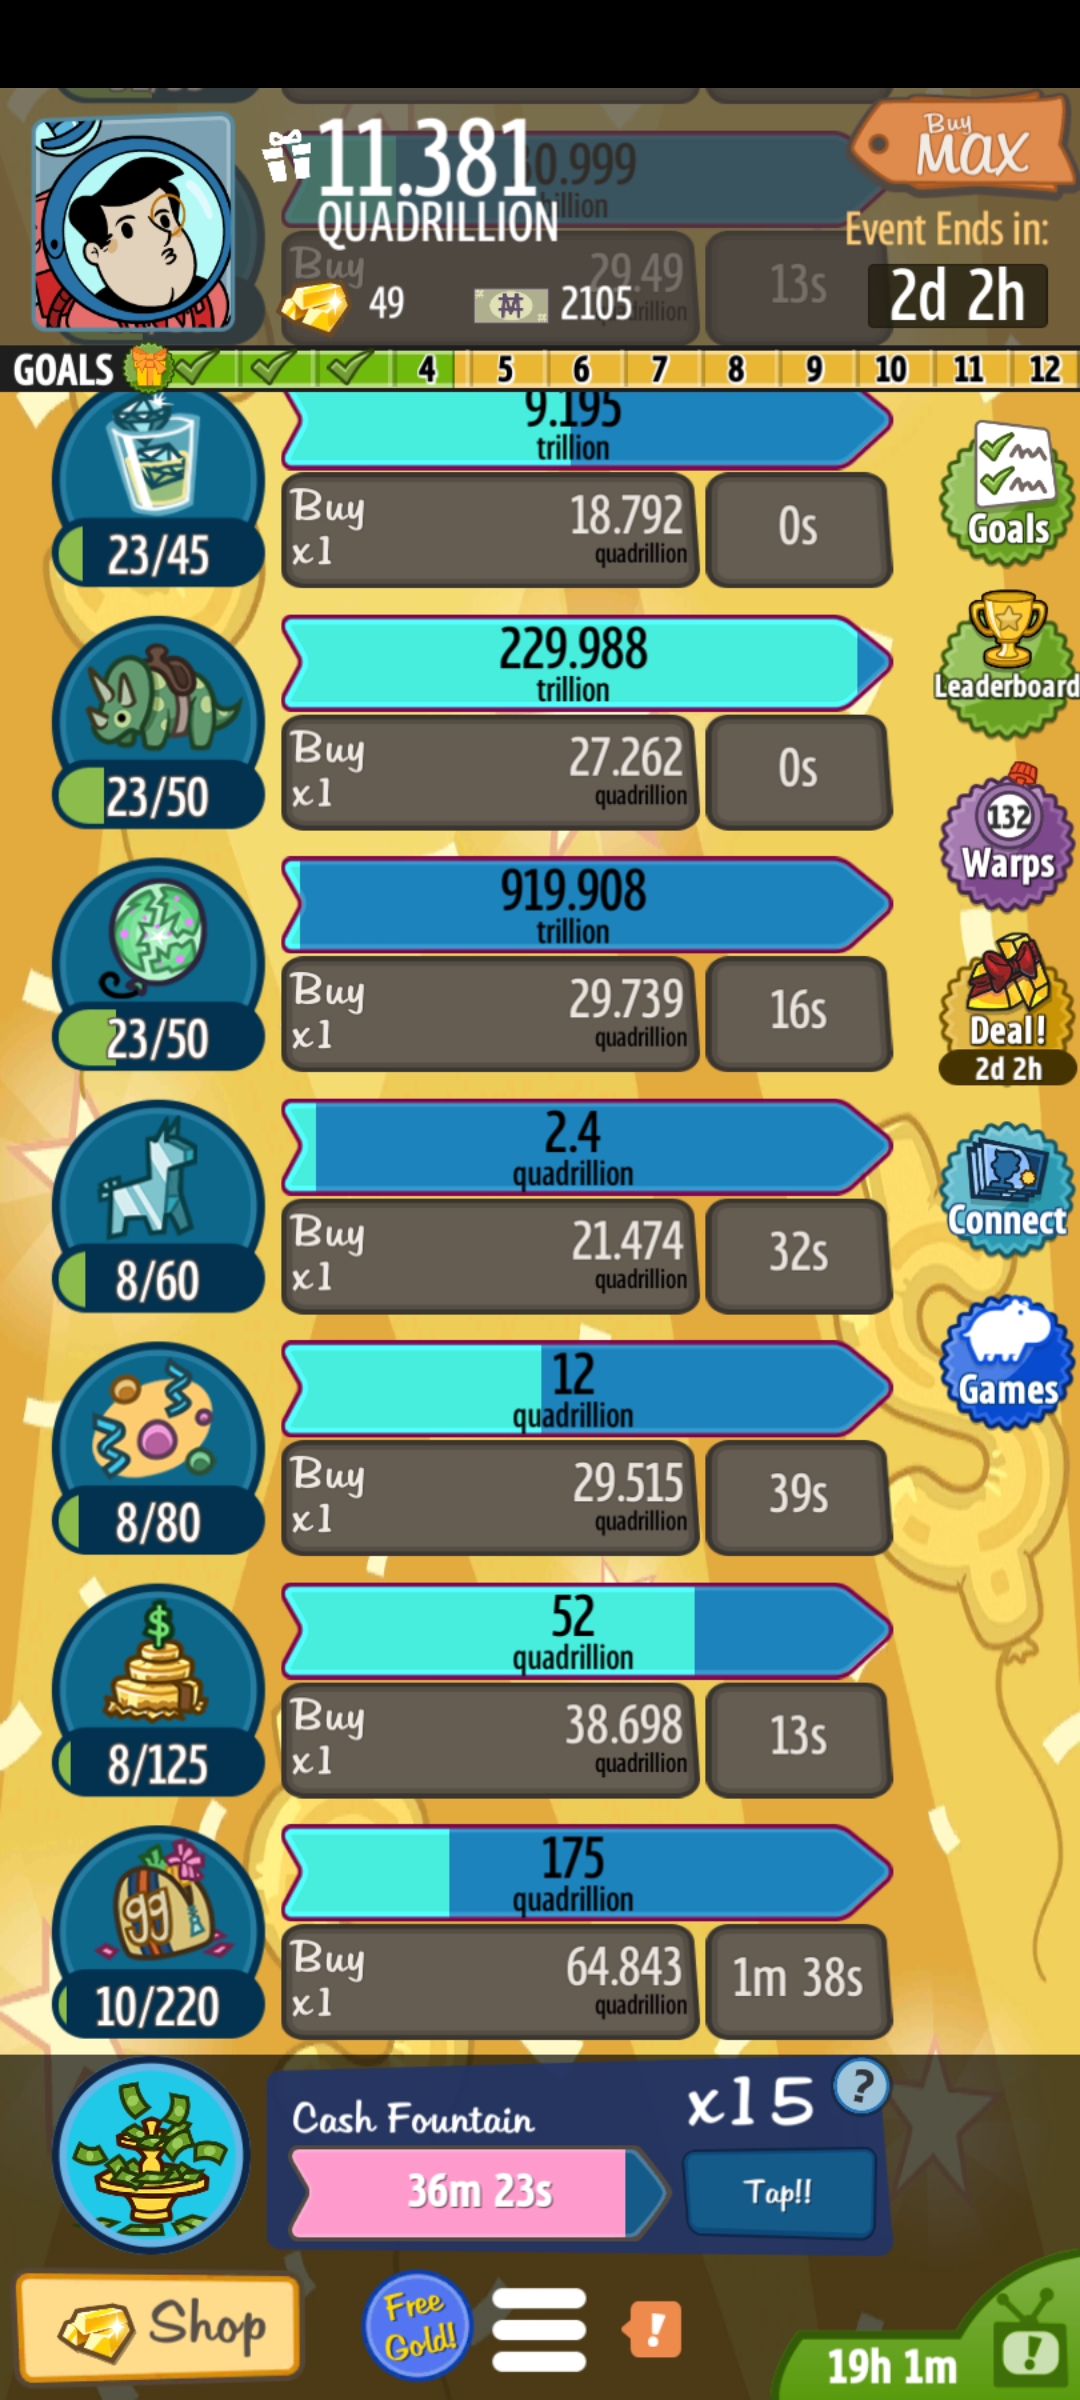 11.381
QUADRILLION
0.999
Buy
MAX
Event Ends in:
2d 2h
49
2105
Buy
29.49
13s
GOALS
4
5
6
7
8
9
10
11
12
9.195
trillion
Buy
x1
18.792
quadrillion
0s
23/45
Goals
229.988
trillion
Buy
x1
27.262
quadrillion
0s
23/50
Leaderboard
919.908
trillion
Buy
x1
29.739
quadrillion
16s
23/50
132
Warps
Deal!
2d 2h
2.4
quadrillion
Buy
x1
21.474
quadrillion
32s
8/60
Connect
12
quadrillion
Buy
x1
29.515
quadrillion
39s
8/80
Games
$
52
quadrillion
Buy
x1
38.698
quadrillion
13s
8/125
99
175
quadrillion
Buy
x1
64.843
quadrillion
1m 38s
10/220
Cash Fountain
x15
?
36m 23s
Tap!!
Shop
Free
Gold!
!
19h 1m
!